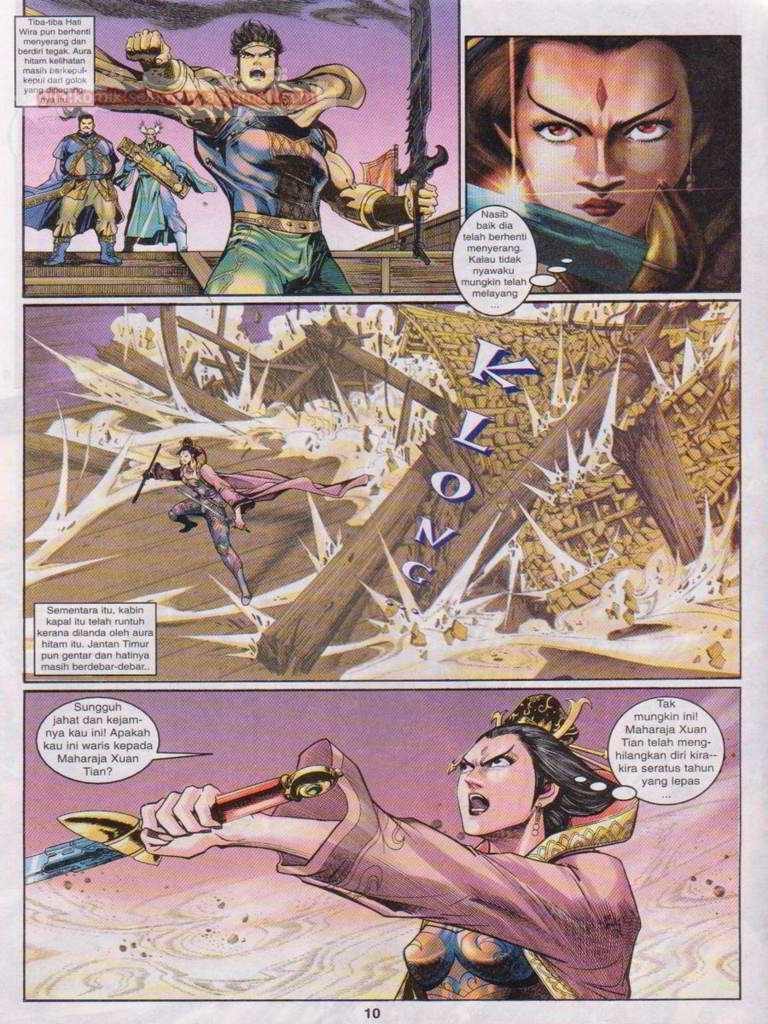 Tiba-tiba Hati
Wira pun berhenti
menyerang dan
berdiri tegak. Aura
hitam kelihatan
masih berkepul-
kepul dari golok
yang dipegang-
nya itu.
Nasib
baik dia
telah berhenti
menyerang.
Kalau tidak
nyawaku
mungkin telah
melayang
...
KLONG
Sementara itu, kabin
kapal itu telah runtuh
kerana dilanda oleh aura
hitam itu. Jantan Timur
pun gentar dan hatinya
masih berdebar-debar..
Sungguh
jahat dan kejam-
nya kau ini! Apakah
kau ini waris kepada
Maharaja Xuan
Tian?
Tak
mungkin ini!
Maharaja Xuan
Tian telah meng-
hilangkan diri kira--
kira seratus tahun
yang lepas
...
10